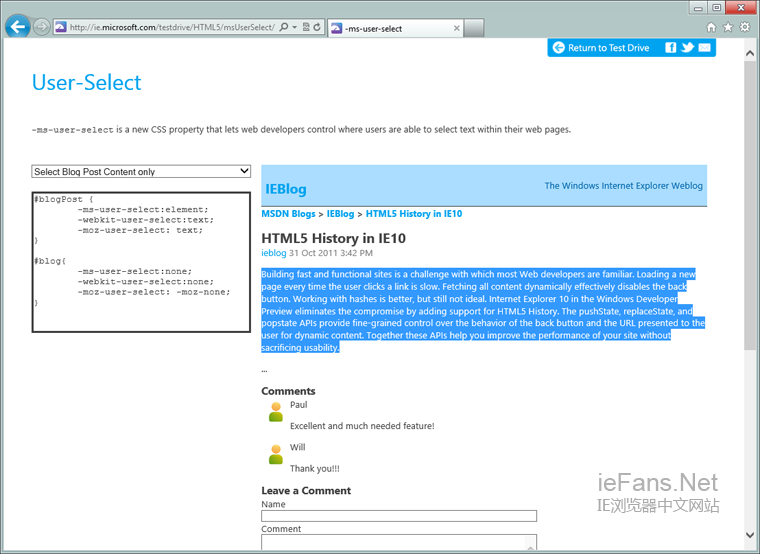 http://ie.microsoft.com/testdrive/HTML5/msUserSelect/
-ms-user-select
Return to Test Drive
User-Select
-ms-user-select is a new CSS property that lets web developers control where users are able to select text within their web pages.
Select Blog Post Content only
#blogPost {
-ms-user-select:element;
-webkit-user-select:text;
-moz-user-select: text;
}
#blog{
-ms-user-select:none;
-webkit-user-select:none;
-moz-user-select: -moz-none;
}
IEBlog
The Windows Internet Explorer Weblog
MSDN Blogs > IEBlog > HTML5 History in IE10
HTML5 History in IE10
ieblog 31 Oct 2011 3:42 PM
Building fast and functional sites is a challenge with which most Web developers are familiar. Loading a new
page every time the user clicks a link is slow. Fetching all content dynamically effectively disables the back
button. Working with hashes is better, but still not ideal. Internet Explorer 10 in the Windows Developer
Preview eliminates the compromise by adding support for HTML5 History. The pushState, replaceState, and
popstate APIs provide fine-grained control over the behavior of the back button and the URL presented to the
user for dynamic content. Together these APIs help you improve the performance of your site without
sacrificing usability.
...
Comments
Paul
Excellent and much needed feature!
Will
Thank you!!!
Leave a Comment
Name
Comment
ieFans.Net
IE浏览器中文网站